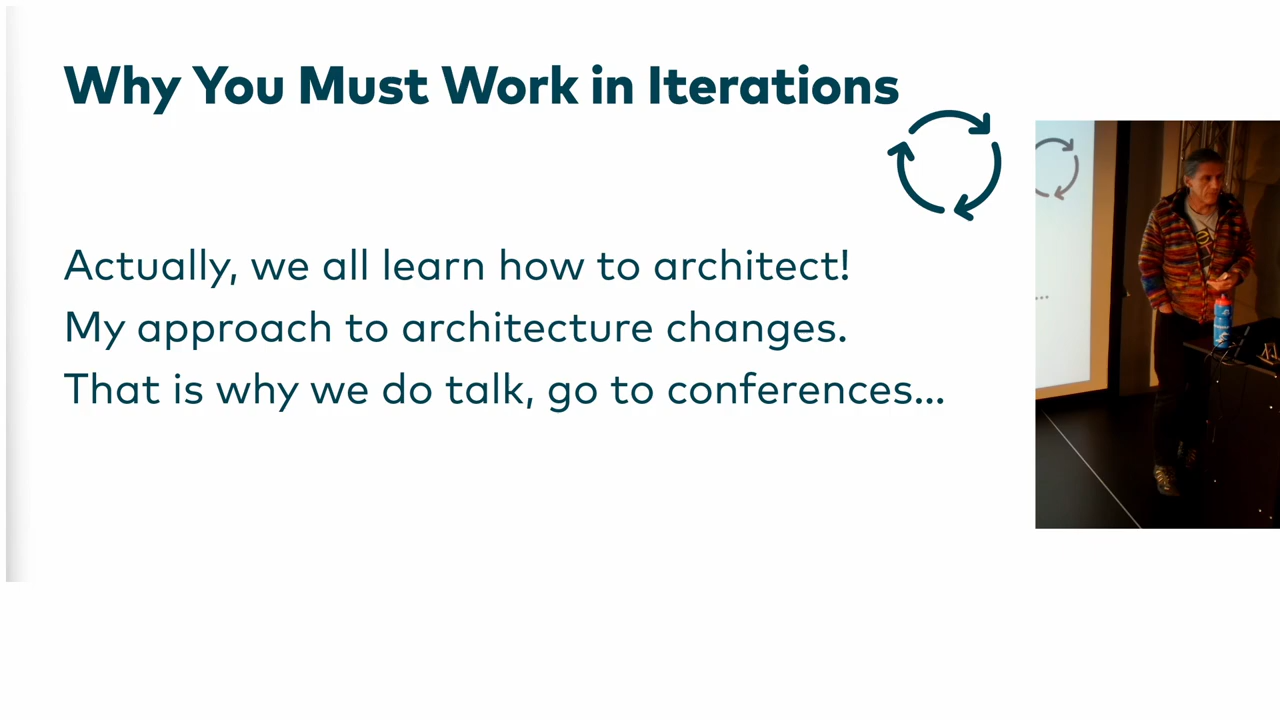 Why You Must Work in Iterations
Actually, we all learn how to architect!
My approach to architecture changes.
That is why we do talk, go to conferences...